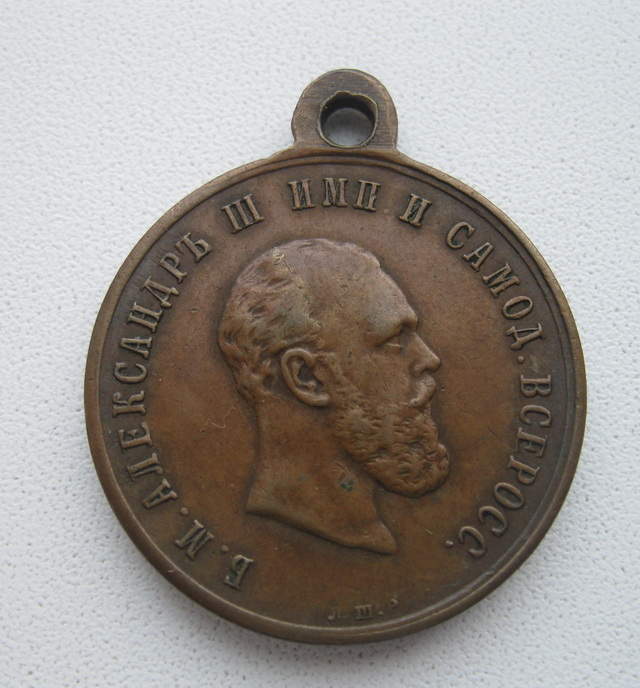 Б. М. АЛЕКСАНДРЪ III ИМП. И САМОД. ВСЕРОСС.
Л. Ш.